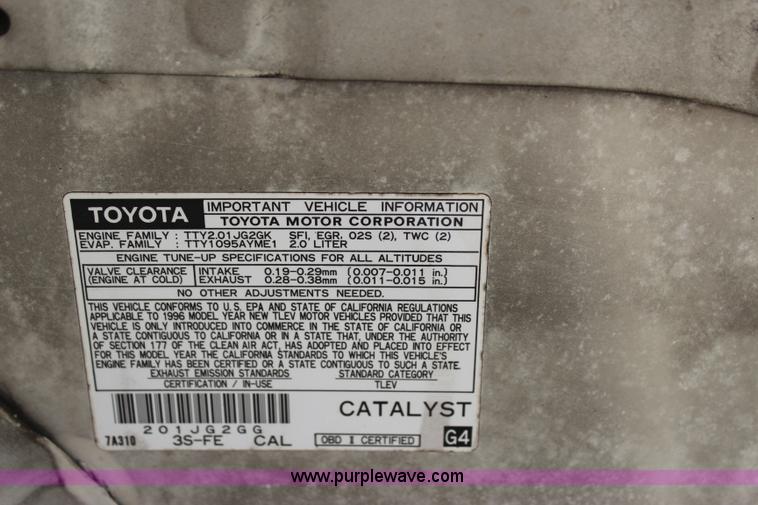 TOYOTA IMPORTANT VEHICLE INFORMATION
TOYOTA MOTOR CORPORATION
ENGINE FAMILY : TTY2.01JG2GK SFI, EGR, O2S (2), TWC (2)
EVAP. FAMILY : TTY1095AYME1 2.0 LITER
ENGINE TUNE-UP SPECIFICATIONS FOR ALL ALTITUDES
VALVE CLEARANCE INTAKE 0.19-0.29mm (0.007-0.011 in.)
(ENGINE AT COLD) EXHAUST 0.28-0.38mm (0.011-0.015 in.)
NO OTHER ADJUSTMENTS NEEDED.
THIS VEHICLE CONFORMS TO U.S. EPA AND STATE OF CALIFORNIA REGULATIONS
APPLICABLE TO 1996 MODEL YEAR NEW TLEV MOTOR VEHICLES PROVIDED THAT THIS
VEHICLE IS ONLY INTRODUCED INTO COMMERCE IN THE STATE OF CALIFORNIA OR
A STATE CONTIGUOUS TO CALIFORNIA OR IN A STATE THAT, UNDER THE AUTHORITY
OF SECTION 177 OF THE CLEAN AIR ACT, HAS ADOPTED AND PLACED INTO EFFECT
FOR THIS MODEL YEAR THE CALIFORNIA STANDARDS TO WHICH THIS VEHICLE'S
ENGINE FAMILY HAS BEEN CERTIFIED OR A STATE CONTIGUOUS TO SUCH A STATE.
EXHAUST EMISSION STANDARDS STANDARD CATEGORY
CERTIFICATION / IN-USE TLEV
CATALYST
201JG2GG
7A310 3S-FE CAL OBD II CERTIFIED G4
www.purplewave.com